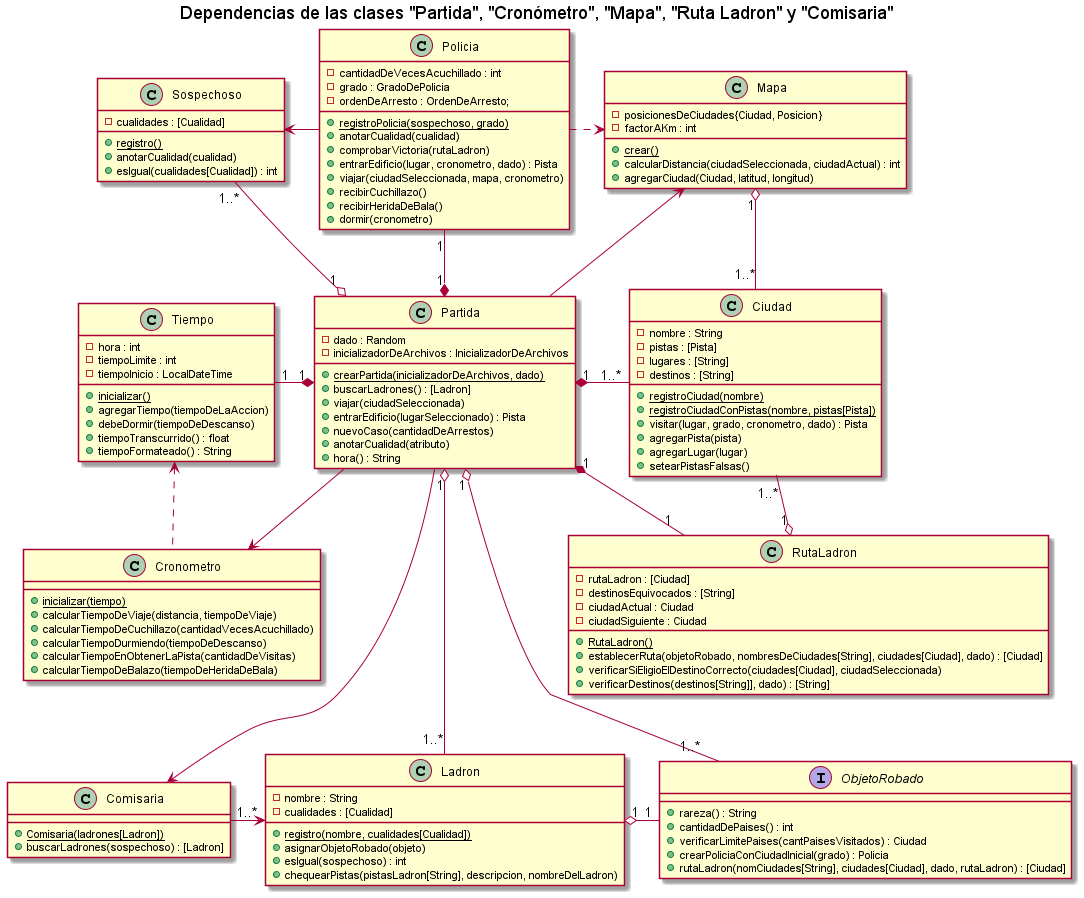 Dependencias de las clases "Partida", "Cronómetro", "Mapa", "Ruta Ladron" y "Comisaria"
C Policia
cantidadDeVecesAcuchillado : int
grado : GradoDePolicia
ordenDeArresto : OrdenDeArresto;
registroPolicia(sospechoso, grado)
anotarCualidad(cualidad)
comprobarVictoria(rutaLadron)
entrarEdificio(lugar, cronometro, dado) : Pista
viajar(ciudadSeleccionada, mapa, cronometro)
recibirCuchillazo()
recibirHeridaDeBala()
dormir(cronometro)
C Sospechoso
cualidades : [Cualidad]
registro()
anotarCualidad(cualidad)
esIgual(cualidades[Cualidad]) : int
C Mapa
posicionesDeCiudades{Ciudad, Posicion}
factorAKm : int
crear()
calcularDistancia(ciudadSeleccionada, ciudadActual) : int
agregarCiudad(Ciudad, latitud, longitud)
1..*
1
1
1
1
1..*
C Tiempo
hora : int
tiempoLimite : int
tiempoInicio : LocalDateTime
inicializar()
agregarTiempo(tiempoDeLaAccion)
debeDormir(tiempoDeDescanso)
tiempoTranscurrido() : float
tiempoFormateado() : String
1 1
C Partida
dado : Random
inicializadorDeArchivos : InicializadorDeArchivos
crearPartida(inicializadorDeArchivos, dado)
buscarLadrones() : [Ladron]
viajar(ciudadSeleccionada)
entrarEdificio(lugarSeleccionado) : Pista
nuevoCaso(cantidadDeArrestos)
anotarCualidad(atributo)
hora() : String
1 1..*
C Ciudad
nombre : String
pistas : [Pista]
lugares : [String]
destinos : [String]
registroCiudad(nombre)
registroCiudadConPistas(nombre, pistas[Pista])
visitar(lugar, grado, cronometro, dado) : Pista
agregarPista(pista)
agregarLugar(lugar)
setearPistasFalsas()
1
1
1
1
1..*
1
C Cronometro
inicializar(tiempo)
calcularTiempoDeViaje(distancia, tiempoDeViaje)
calcularTiempoDeCuchillazo(cantidadVecesAcuchillado)
calcularTiempoDurmiendo(tiempoDeDescanso)
calcularTiempoEnObtenerLaPista(cantidadDeVisitas)
calcularTiempoDeBalazo(tiempoDeHeridaDeBala)
C RutaLadron
rutaLadron : [Ciudad]
destinosEquivocados : [String]
ciudadActual : Ciudad
ciudadSiguiente : Ciudad
RutaLadron()
establecerRuta(objetoRobado, nombresDeCiudades[String], ciudades[Ciudad], dado) : [Ciudad]
verificarSiEligioElDestinoCorrecto(ciudades[Ciudad], ciudadSeleccionada)
verificarDestinos(destinos[String]], dado) : [String]
1..*
1..*
C Comisaria
Comisaria(ladrones[Ladron])
buscarLadrones(sospechoso) : [Ladron]
1..*
C Ladron
nombre : String
cualidades : [Cualidad]
registro(nombre, cualidades[Cualidad])
asignarObjetoRobado(objeto)
esIgual(sospechoso) : int
chequearPistas(pistasLadron[String], descripcion, nombreDelLadron)
1 1
I ObjetoRobado
rareza() : String
cantidadDePaises() : int
verificarLimitePaises(cantPaisesVisitados) : Ciudad
crearPoliciaConCiudadInicial(grado) : Policia
rutaLadron(nomCiudades[String], ciudades[Ciudad], dado, rutaLadron) : [Ciudad]